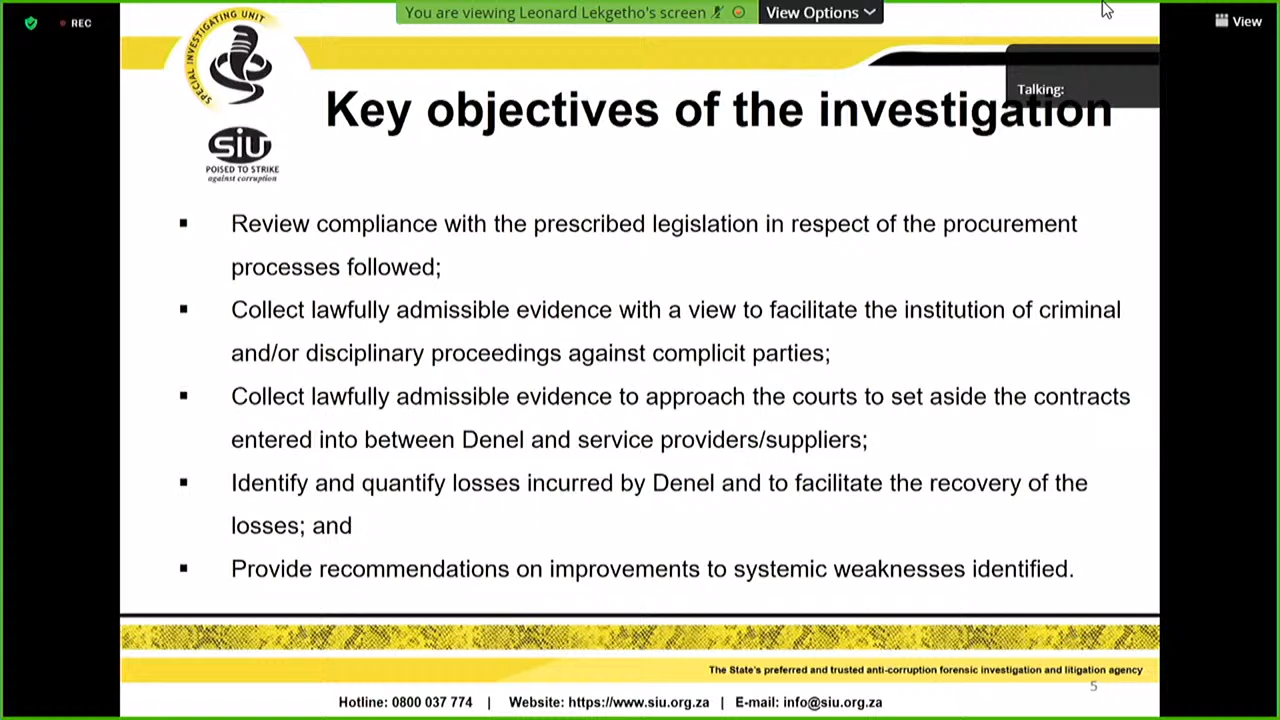 REC
You are viewing Leonard Lekgetho's screen
View Options
View
Talking:
SPECIAL INVESTIGATING UNIT
SIU
POISED TO STRIKE
against corruption
Key objectives of the investigation
▪ Review compliance with the prescribed legislation in respect of the procurement
processes followed;
▪ Collect lawfully admissible evidence with a view to facilitate the institution of criminal
and/or disciplinary proceedings against complicit parties;
▪ Collect lawfully admissible evidence to approach the courts to set aside the contracts
entered into between Denel and service providers/suppliers;
▪ Identify and quantify losses incurred by Denel and to facilitate the recovery of the
losses; and
▪ Provide recommendations on improvements to systemic weaknesses identified.
The State's preferred and trusted anti-corruption forensic investigation and litigation agency
5
Hotline: 0800 037 774 | Website: https://www.siu.org.za | E-mail: info@siu.org.za